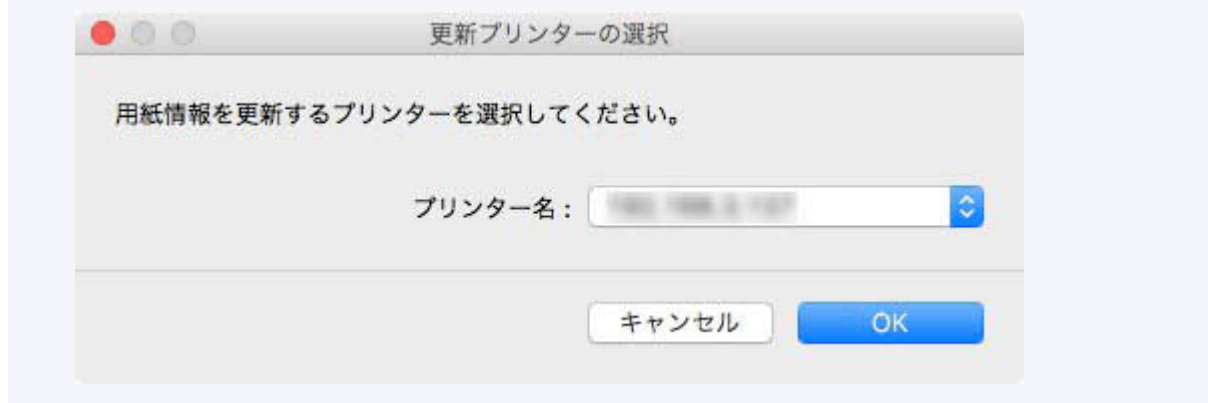 更新プリンターの選択
用紙情報を更新するプリンターを選択してください。
プリンター名：
キャンセル
OK